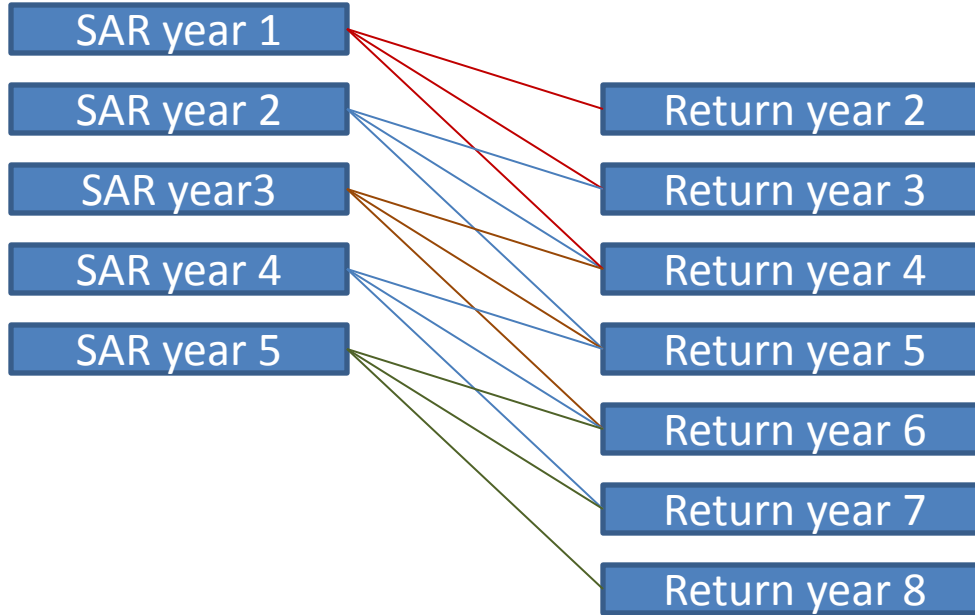 SAR year 1
SAR year 2
SAR year3
SAR year 4
SAR year 5
Return year 2
Return year 3
Return year 4
Return year 5
Return year 6
Return year 7
Return year 8